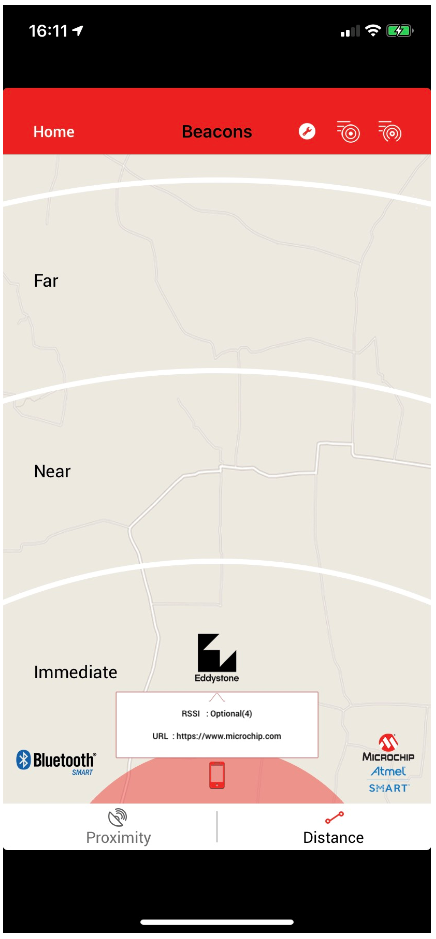 16:11
Home
Beacons
Far
Near
Immediate
Eddystone
RSSI : Optional(4)
URL : https://www.microchip.com
Bluetooth®
SMART
MICROCHIP
Atmel
SMART
Proximity
Distance